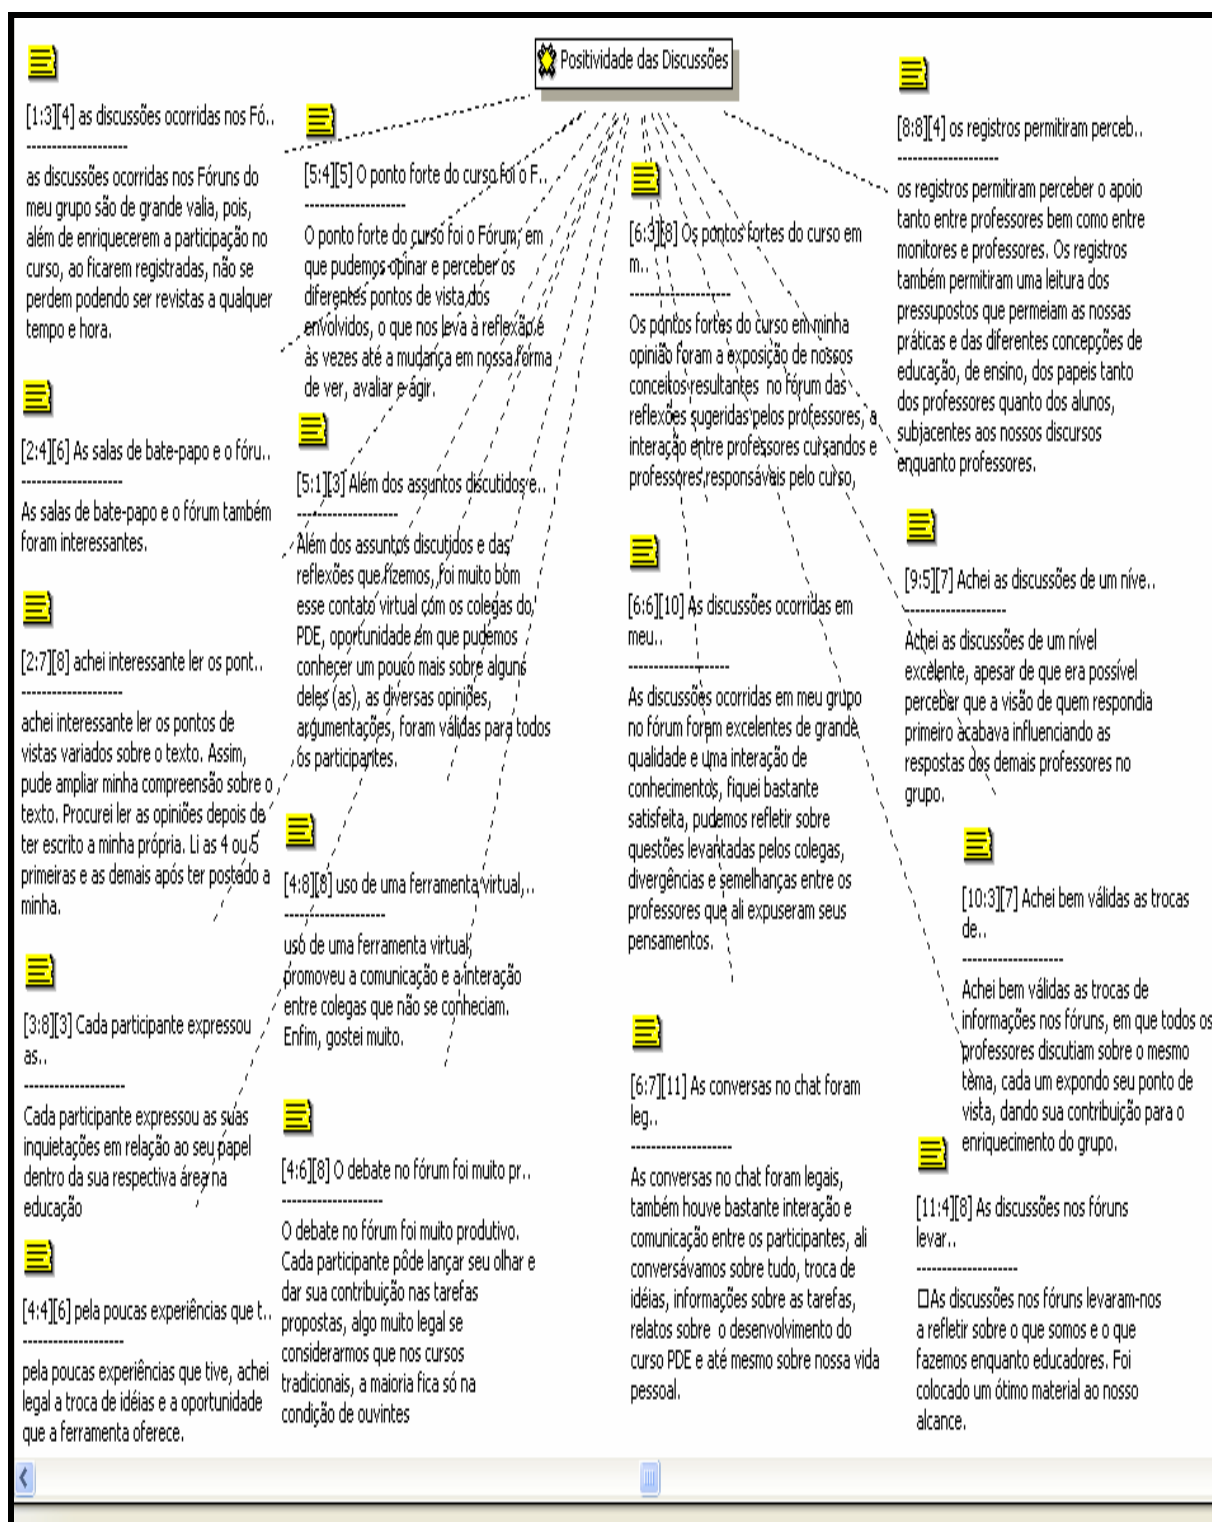 Positividade das Discussões
[1:3][4] as discussões ocorridas nos Fó..
--------------------
as discussões ocorridas nos Fóruns do
meu grupo são de grande valia, pois,
além de enriquecerem a participação no
curso, ao ficarem registradas, não se
perdem podendo ser revistas a qualquer
tempo e hora.
[2:4][6] As salas de bate-papo e o fóru..
--------------------
As salas de bate-papo e o fórum também
foram interessantes.
[2:7][8] achei interessante ler os pont..
--------------------
achei interessante ler os pontos de
vistas variados sobre o texto. Assim,
pude ampliar minha compreensão sobre o
texto. Procurei ler as opiniões depois de
ter escrito a minha própria. Li as 4 ou 5
primeiras e as demais após ter postado a
minha.
[3:8][3] Cada participante expressou
as..
--------------------
Cada participante expressou as suas
inquietações em relação ao seu papel
dentro da sua respectiva área na
educação
[4:4][6] pela poucas experiências que t..
--------------------
pela poucas experiências que tive, achei
legal a troca de idéias e a oportunidade
que a ferramenta oferece.
[5:4][5] O ponto forte do curso foi o F..
--------------------
O ponto forte do curso foi o Fórum, em
que pudemos opinar e perceber os
diferentes pontos de vista dos
envolvidos, o que nos leva à reflexão e
às vezes até a mudança em nossa forma
de ver, avaliar e agir.
[5:1][3] Além dos assuntos discutidos e..
--------------------
Além dos assuntos discutidos e das
reflexões que fizemos, foi muito bom
esse contato virtual com os colegas do
PDE, oportunidade em que pudemos
conhecer um pouco mais sobre alguns
deles (as), as diversas opiniões,
argumentações, foram válidas para todos
os participantes.
[4:8][8] uso de uma ferramenta virtual,..
--------------------
uso de uma ferramenta virtual,
promoveu a comunicação e a interação
entre colegas que não se conheciam.
Enfim, gostei muito.
[4:6][8] O debate no fórum foi muito pr..
--------------------
O debate no fórum foi muito produtivo.
Cada participante pôde lançar seu olhar e
dar sua contribuição nas tarefas
propostas, algo muito legal se
considerarmos que nos cursos
tradicionais, a maioria fica só na
condição de ouvintes
[6:3][8] Os pontos fortes do curso em
m..
--------------------
Os pontos fortes do curso em minha
opinião foram a exposição de nossos
conceitos resultantes no fórum das
reflexões sugeridas pelos professores, a
interação entre professores cursandos e
professores responsáveis pelo curso,
[6:6][10] As discussões ocorridas em
meu..
--------------------
As discussões ocorridas em meu grupo
no fórum foram excelentes de grande
qualidade e uma interação de
conhecimentos, fiquei bastante
satisfeita, pudemos refletir sobre
questões levantadas pelos colegas,
divergências e semelhanças entre os
professores que ali expuseram seus
pensamentos.
[6:7][11] As conversas no chat foram
leg..
--------------------
As conversas no chat foram legais,
também houve bastante interação e
comunicação entre os participantes, ali
conversávamos sobre tudo, troca de
idéias, informações sobre as tarefas,
relatos sobre o desenvolvimento do
curso PDE e até mesmo sobre nossa vida
pessoal.
[8:8][4] os registros permitiram perceb..
--------------------
os registros permitiram perceber o apoio
tanto entre professores bem como entre
monitores e professores. Os registros
também permitiram uma leitura dos
pressupostos que permeiam as nossas
práticas e das diferentes concepções de
educação, de ensino, dos papeis tanto
dos professores quanto dos alunos,
subjacentes aos nossos discursos
enquanto professores.
[9:5][7] Achei as discussões de um níve..
--------------------
Achei as discussões de um nível
excelente, apesar de que era possível
perceber que a visão de quem respondia
primeiro acabava influenciando as
respostas dos demais professores no
grupo.
[10:3][7] Achei bem válidas as trocas
de..
--------------------
Achei bem válidas as trocas de
informações nos fóruns, em que todos os
professores discutiam sobre o mesmo
tema, cada um expondo seu ponto de
vista, dando sua contribuição para o
enriquecimento do grupo.
[11:4][8] As discussões nos fóruns
levar..
--------------------
□As discussões nos fóruns levaram-nos
a refletir sobre o que somos e o que
fazemos enquanto educadores. Foi
colocado um ótimo material ao nosso
alcance.